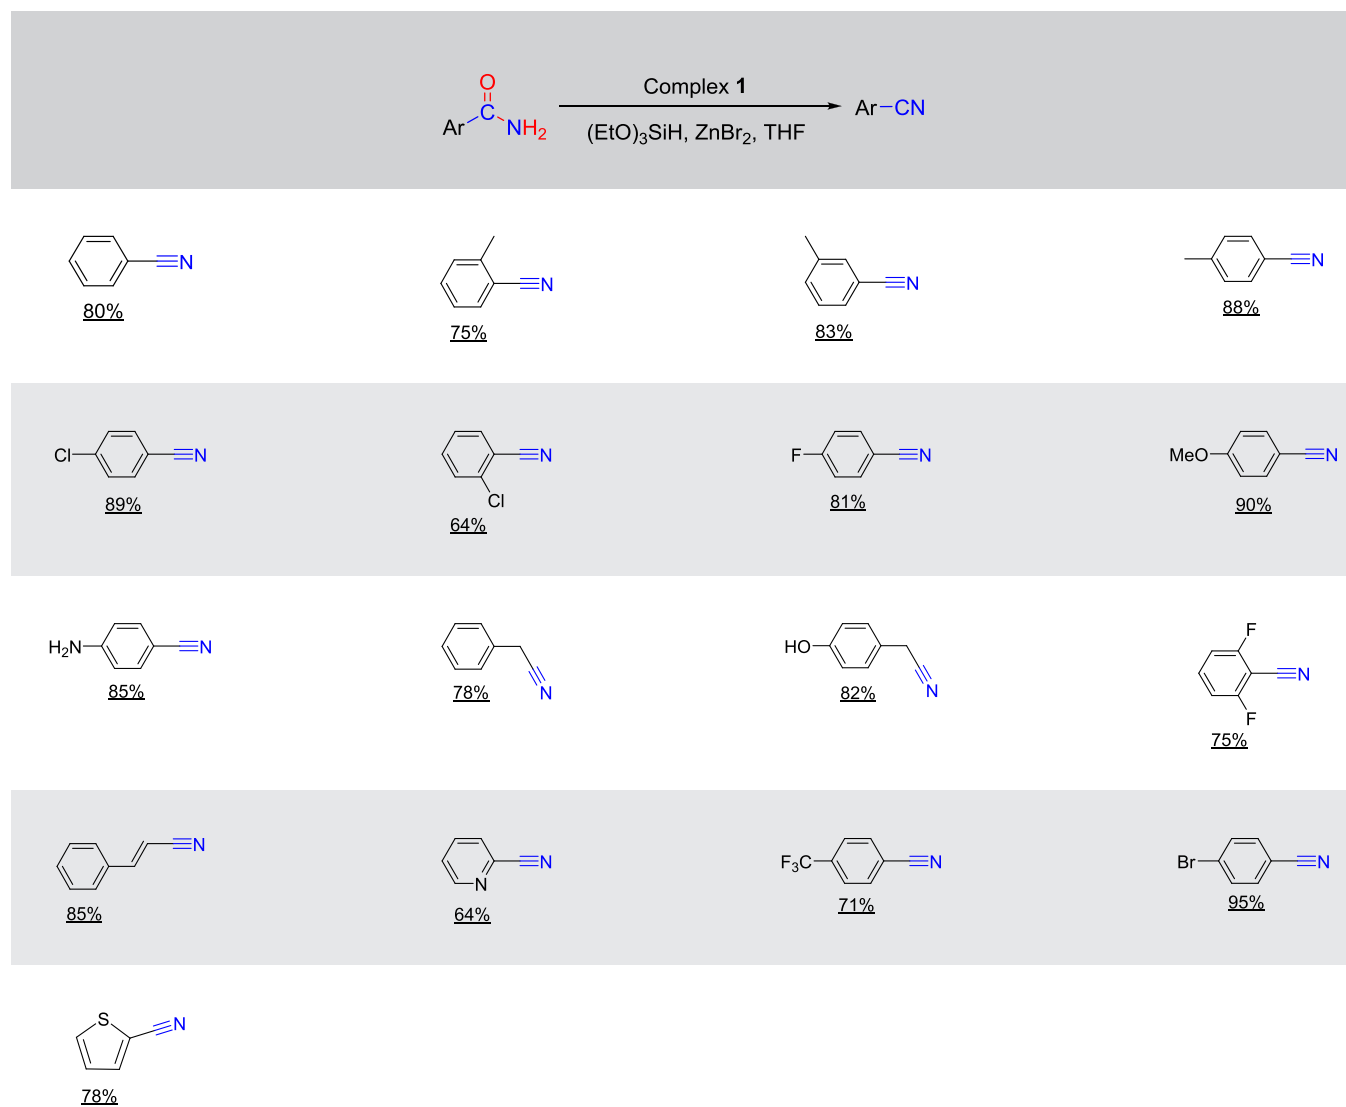 O
Complex 1
Ar C NH2 Ar CN
(EtO)3SiH, ZnBr2, THF
N N N N
80% 75% 83% 88%
Cl N N F N MeO N
Cl
89% 64% 81% 90%
H2N N HO F
N N N
F
85% 78% 82% 75%
N N F3C N Br N
N
85% 64% 71% 95%
S N
78%